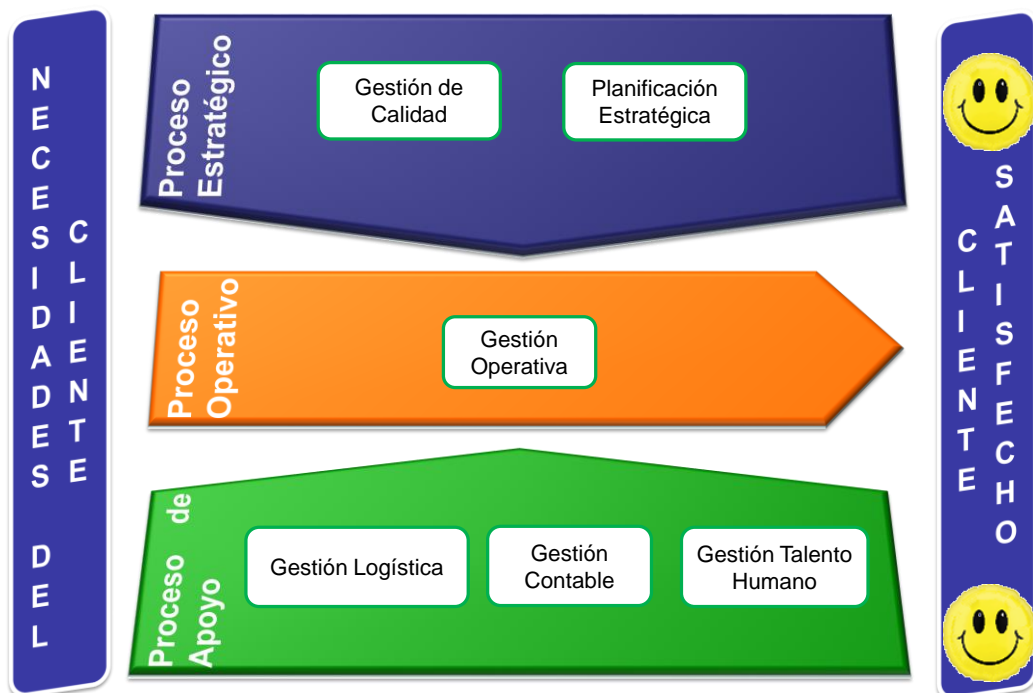 NECESIDADES DEL
CLIENTE
Proceso
Estratégico
Gestión de
Calidad
Planificación
Estratégica
Proceso
Operativo
Gestión
Operativa
Proceso de
Apoyo
Gestión Logística
Gestión
Contable
Gestión Talento
Humano
CLIENTE
SATISFECHO